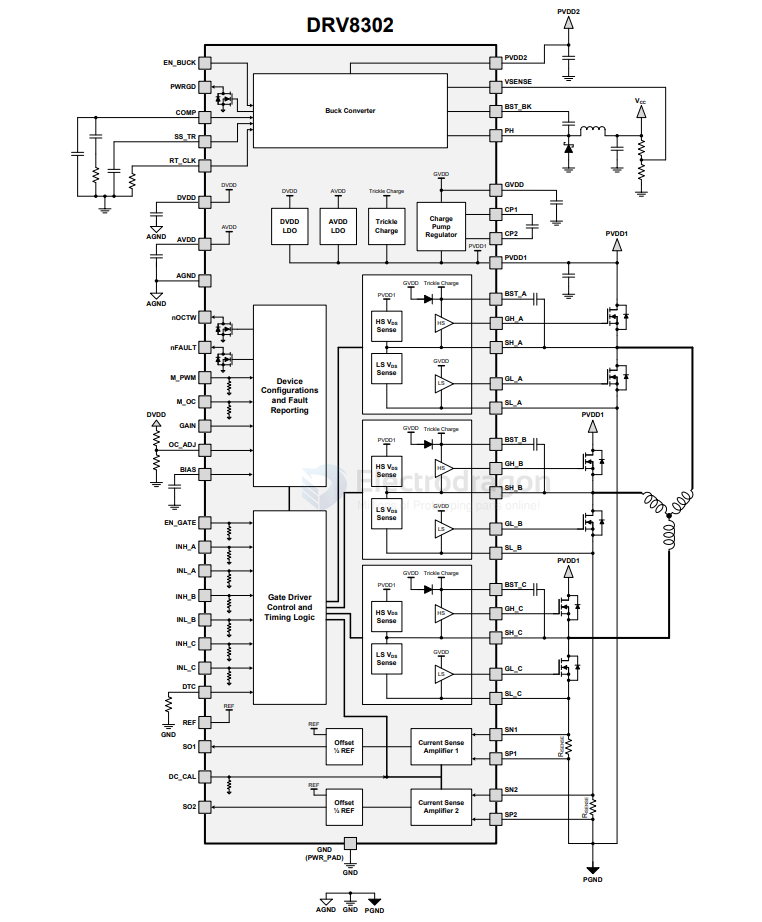 DRV8302
PVDD2
EN_BUCK
PVDD2
PWRGD
VSENSE
COMP
Buck Converter
BST_BK
VCC
SS_TR
PH
RT_CLK
DVDD
DVDD
DVDD
AVDD
Trickle Charge
GVDD
GVDD
DVDD
LDO
AVDD
LDO
Trickle
Charge
Charge
Pump
Regulator
CP1
CP2
AGND
AVDD
AVDD
PVDD1
PVDD1
PVDD1
AGND
AGND
GVDD
Trickle Charge
PVDD1
BST_A
nOCTW
HS VDS
Sense
HS
GH_A
nFAULT
SH_A
M_PWM
LS VDS
Sense
GVDD
LS
GL_A
M_OC
SL_A
Device
Configurations
and Fault
Reporting
DVDD
GAIN
OC_ADJ
BIAS
GVDD
Trickle Charge
PVDD1
BST_B
PVDD1
HS VDS
Sense
HS
GH_B
SH_B
Electrodragon
LS VDS
Sense
GVDD
LS
GL_B
SL_B
EN_GATE
INH_A
INL_A
INH_B
INL_B
INH_C
INL_C
DTC
GND
Gate Driver
Control and
Timing Logic
GVDD
Trickle Charge
PVDD1
BST_C
PVDD1
HS VDS
Sense
HS
GH_C
SH_C
LS VDS
Sense
GVDD
LS
GL_C
SL_C
REF
REF
REF
SO1
Offset
½ REF
Current Sense
Amplifier 1
SN1
SP1
RISENSE
DC_CAL
REF
SO2
Offset
½ REF
Current Sense
Amplifier 2
SN2
SP2
RISENSE
GND
(PWR_PAD)
GND
PGND
AGND
GND
PGND